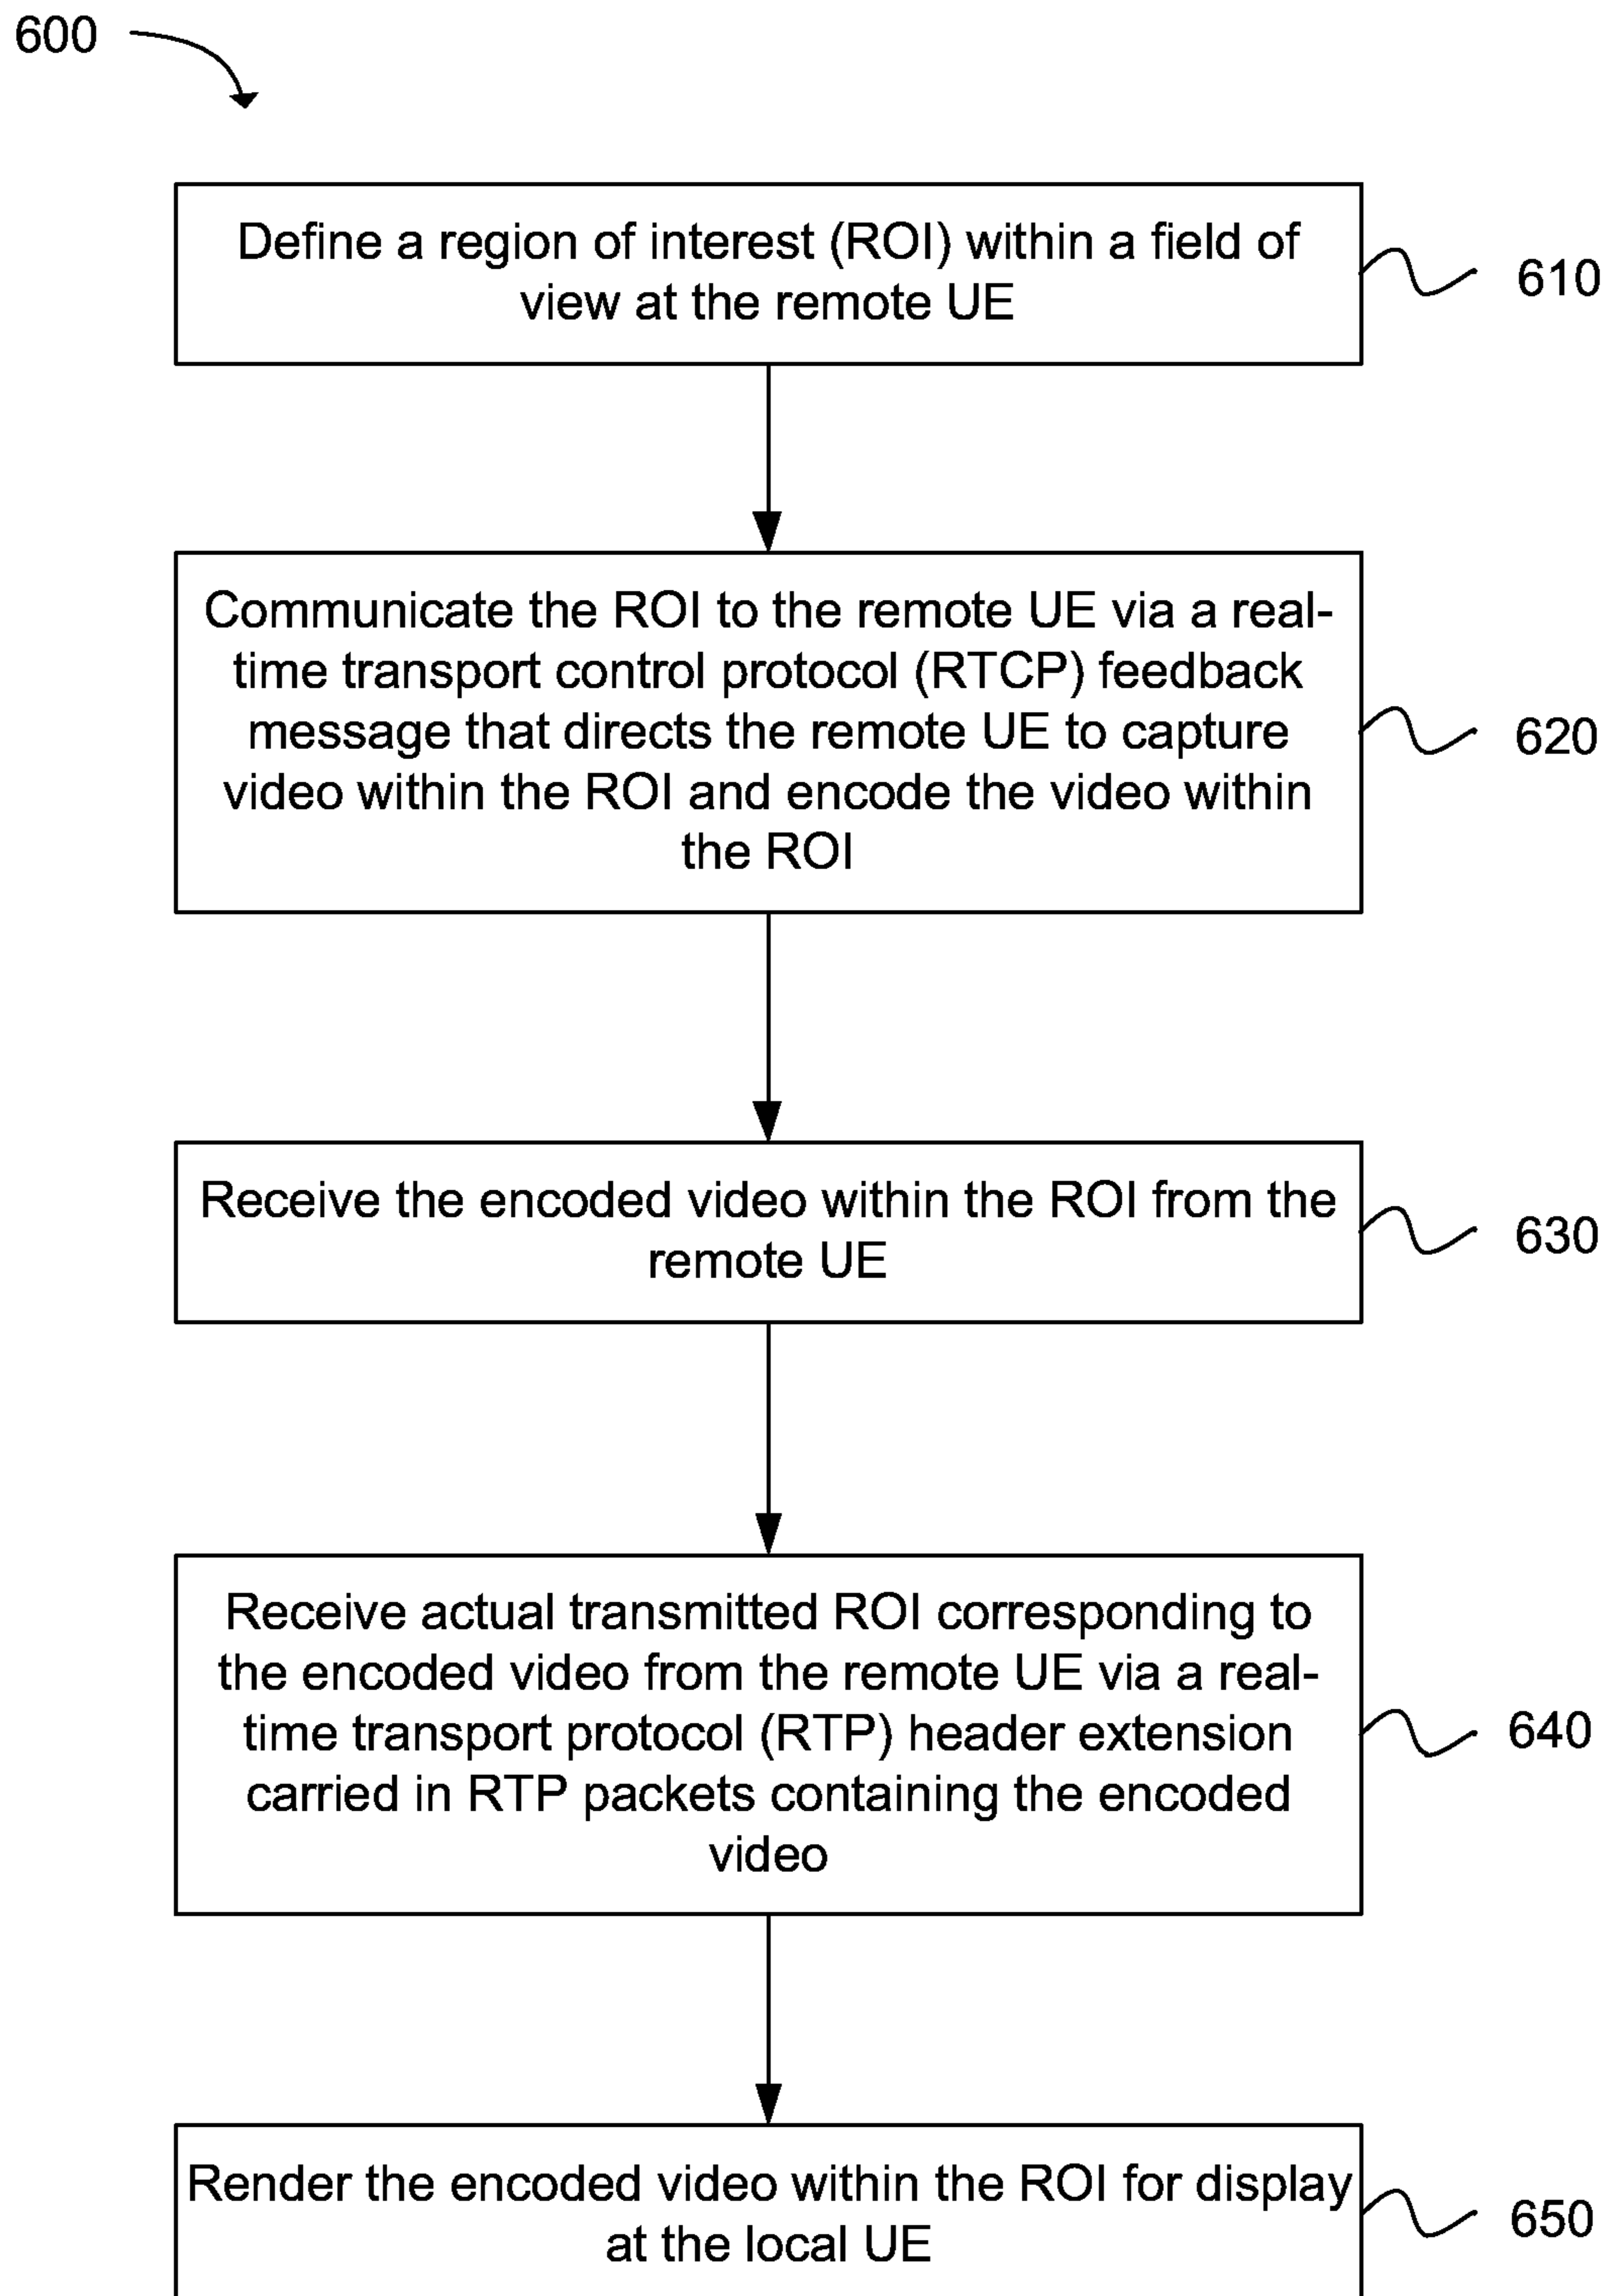 600
Define a region of interest (ROI) within a field of
view at the remote UE
610
Communicate the ROI to the remote UE via a real-
time transport control protocol (RTCP) feedback
message that directs the remote UE to capture
video within the ROI and encode the video within
the ROI
620
Receive the encoded video within the ROI from the
remote UE
630
Receive actual transmitted ROI corresponding to
the encoded video from the remote UE via a real-
time transport protocol (RTP) header extension
carried in RTP packets containing the encoded
video
640
Render the encoded video within the ROI for display
at the local UE
650